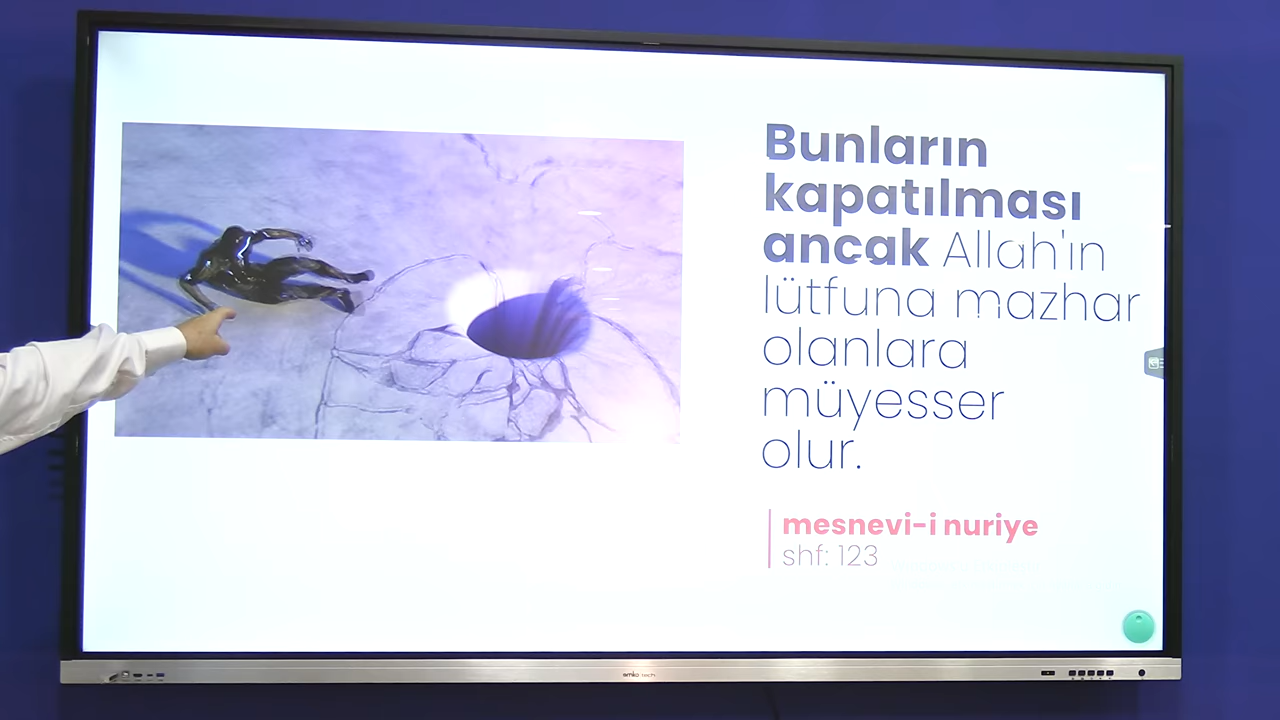 Bunların
kapatılması
ancak Allah'ın
lütfuna mazhar
olanlara
müyesser
olur.
mesnevi-i nuriye
shf: 123